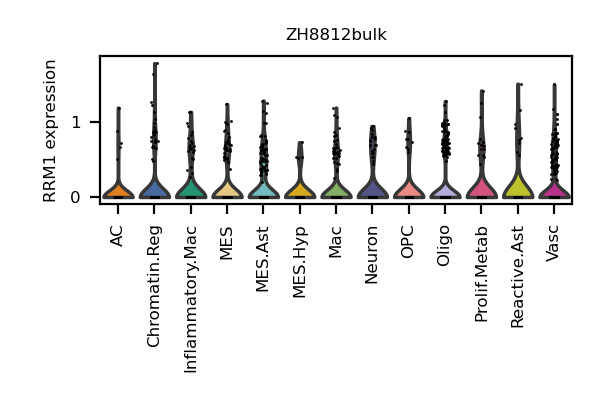 ZH8812bulk
RRM1 expression
1
0
AC
Chromatin.Reg
Inflammatory.Mac
MES
MES.Ast
MES.Hyp
Mac
Neuron
OPC
Oligo
Prolif.Metab
Reactive.Ast
Vasc